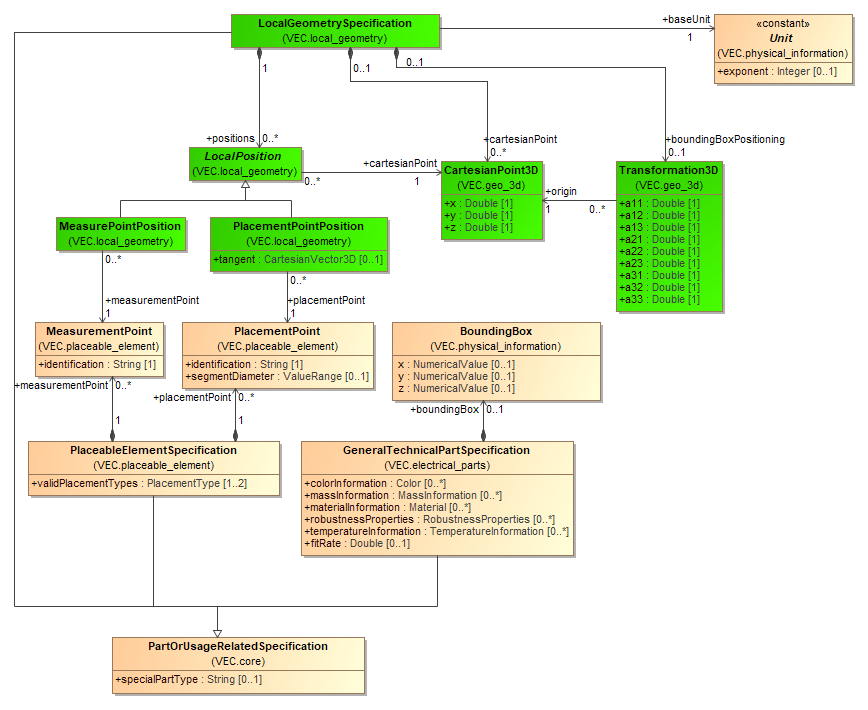 LocalGeometrySpecification
(VEC.local_geometry)
+baseUnit
1
«constant»
Unit
(VEC.physical_information)
+exponent : Integer [0..1]
1
0..1
0..1
+positions
0..*
+cartesianPoint
0..*
+boundingBoxPositioning
0..1
LocalPosition
(VEC.local_geometry)
0..*
+cartesianPoint
1
CartesianPoint3D
(VEC.geo_3d)
+x : Double [1]
+y : Double [1]
+z : Double [1]
+origin
1
0..*
Transformation3D
(VEC.geo_3d)
+a11 : Double [1]
+a12 : Double [1]
+a13 : Double [1]
+a21 : Double [1]
+a22 : Double [1]
+a23 : Double [1]
+a31 : Double [1]
+a32 : Double [1]
+a33 : Double [1]
MeasurePointPosition
(VEC.local_geometry)
PlacementPointPosition
(VEC.local_geometry)
+tangent : CartesianVector3D [0..1]
0..*
+measurementPoint
1
0..*
+placementPoint
1
MeasurementPoint
(VEC.placeable_element)
+identification : String [1]
PlacementPoint
(VEC.placeable_element)
+identification : String [1]
+segmentDiameter : ValueRange [0..1]
BoundingBox
(VEC.physical_information)
x : NumericalValue [0..1]
y : NumericalValue [0..1]
z : NumericalValue [0..1]
+measurementPoint
0..*
1
+placementPoint
0..*
1
+boundingBox
0..1
PlaceableElementSpecification
(VEC.placeable_element)
+validPlacementTypes : PlacementType [1..2]
GeneralTechnicalPartSpecification
(VEC.electrical_parts)
+colorInformation : Color [0..*]
+massInformation : MassInformation [0..*]
+materialInformation : Material [0..*]
+robustnessProperties : RobustnessProperties [0..*]
+temperatureInformation : TemperatureInformation [0..*]
+fitRate : Double [0..1]
PartOrUsageRelatedSpecification
(VEC.core)
+specialPartType : String [0..1]